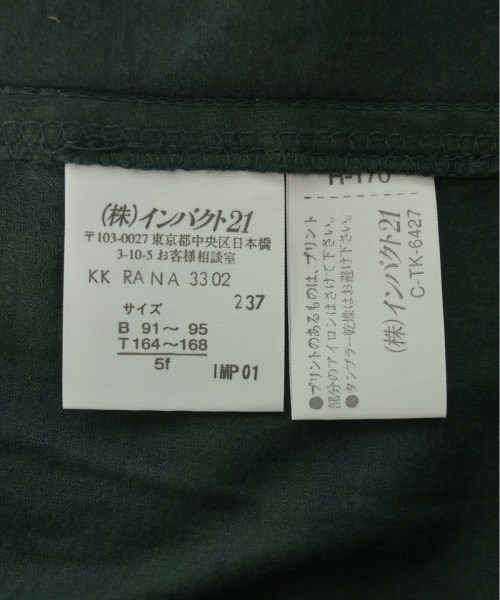 (株)インパクト21
〒103-0027 東京都中央区日本橋
3-10-5 お客様相談室
KK RANA 3302
237
サイズ
B 91～ 95
T 164～168
5f
IMP 01
H-170
●プリントのあるものは、プリント
部分のアイロンはさけて下さい。
●タンブラー乾燥はお避け下さい。
(株)インパクト21
C-TK-6427